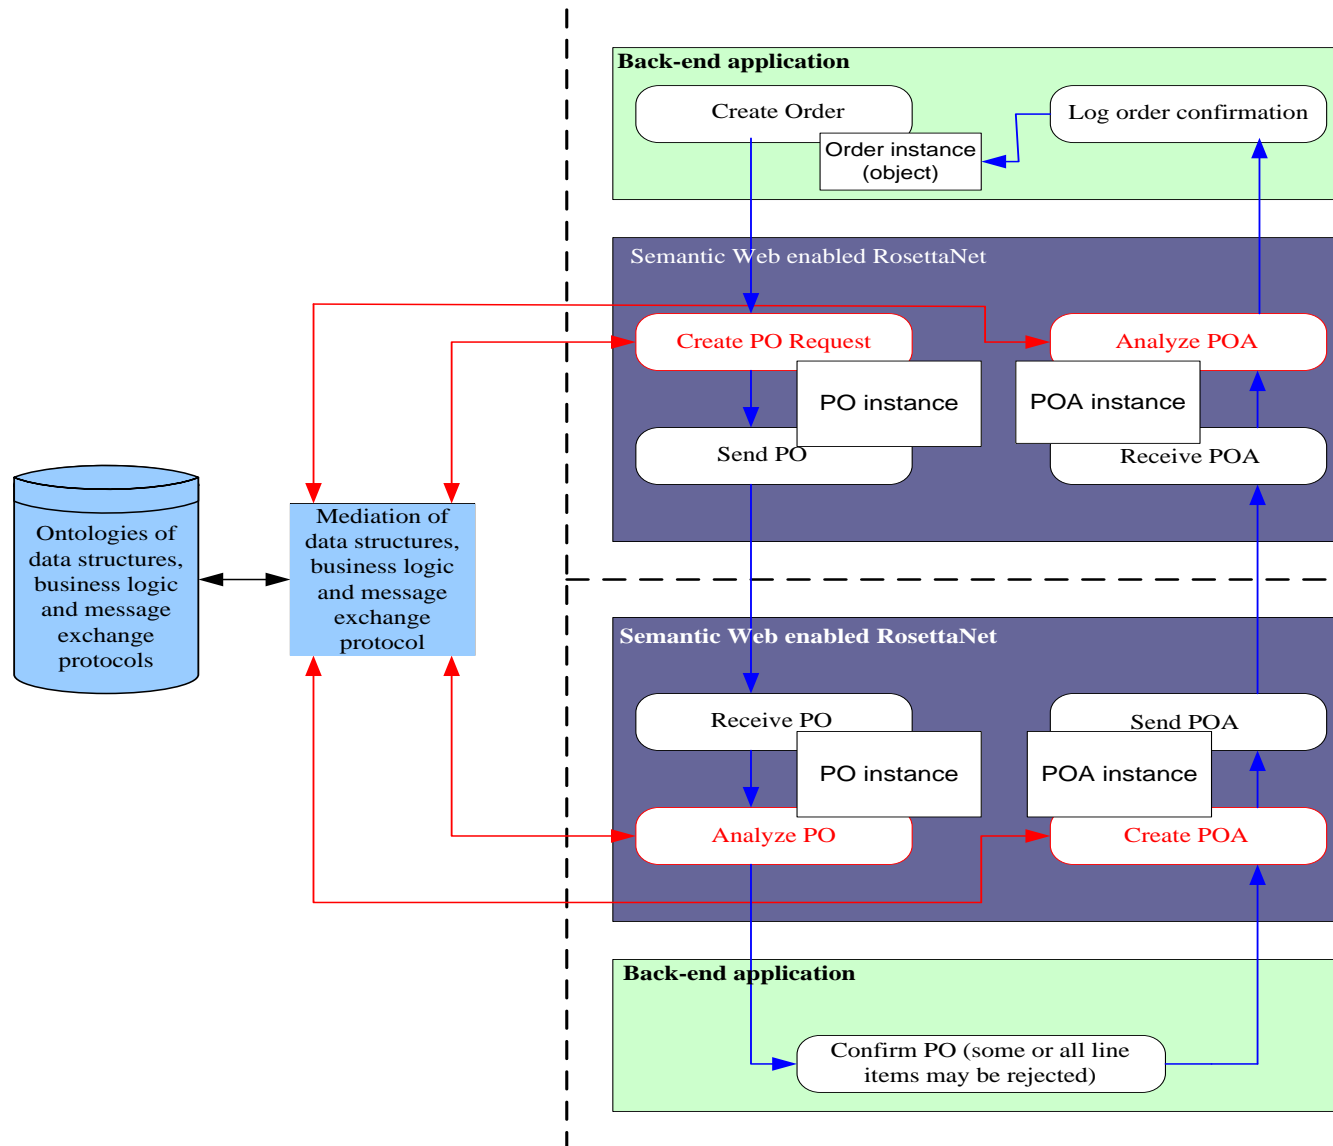 Back-end application
Create Order
Log order confirmation
Order instance
(object)
Semantic Web enabled RosettaNet
Create PO Request
Analyze POA
PO instance
POA instance
Send PO
Receive POA
Ontologies of
data structures,
business logic
and message
exchange
protocols
Mediation of
data structures,
business logic
and message
exchange
protocol
Semantic Web enabled RosettaNet
Receive PO
Send POA
PO instance
POA instance
Analyze PO
Create POA
Back-end application
Confirm PO (some or all line
items may be rejected)